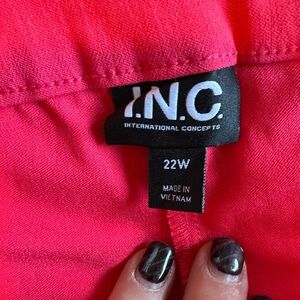 I.N.C.
INTERNATIONAL CONCEPTS
22W
MADE IN
VIETNAM